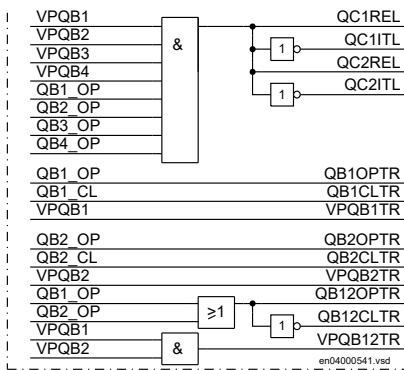 VPQB1
QC1REL
VPQB2
&
QC1ITL
1
VPQB3
QC2REL
VPQB4
QC2ITL
1
QB1_OP
QB2_OP
QB3_OP
QB4_OP
QB1_OP QB1OPTR
QB1_CL QB1CLTR
VPQB1 VPQB1TR
QB2_OP QB2OPTR
QB2_CL QB2CLTR
VPQB2 VPQB2TR
QB1_OP QB12OPTR
QB2_OP ≥1
1 QB12CLTR
VPQB1
VPQB12TR
VPQB2 &
en04000541.vsd